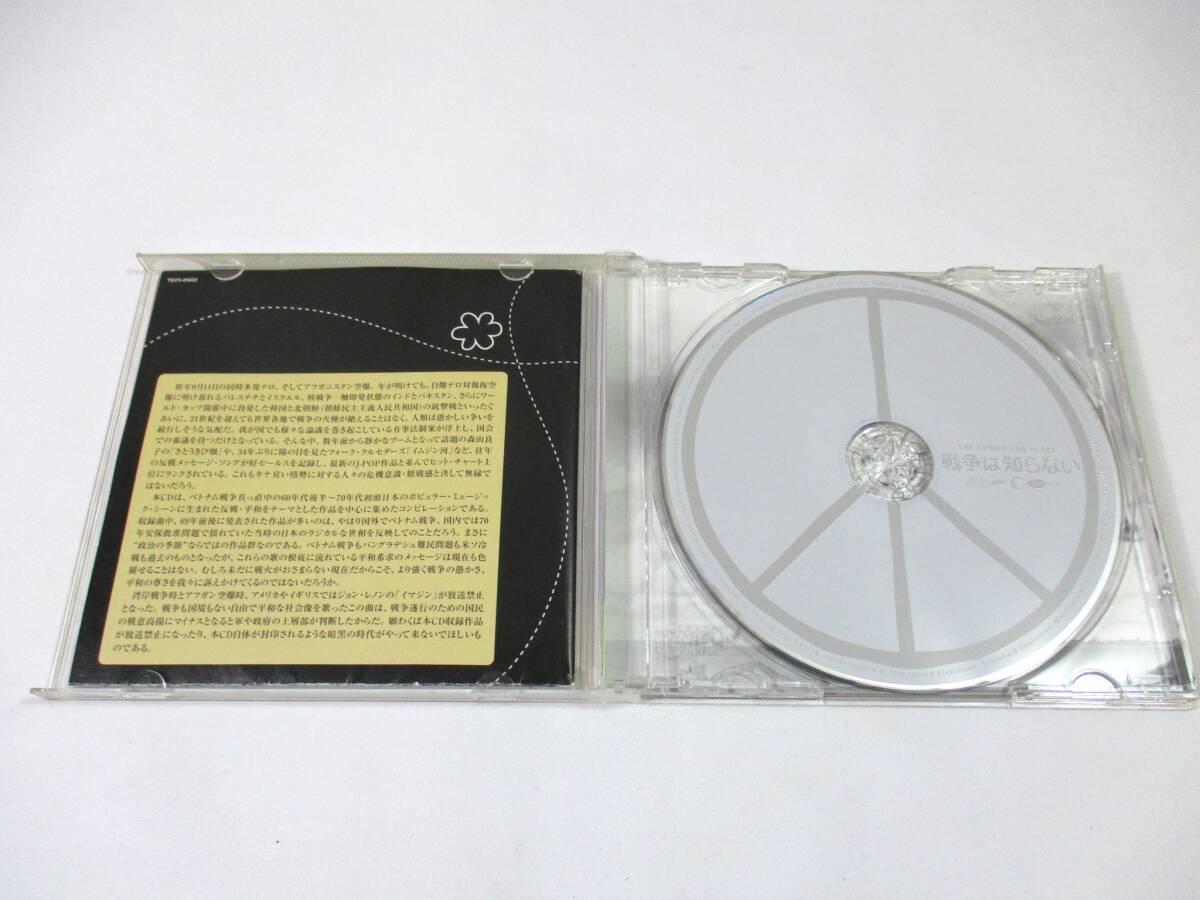 昨年9月11日の同時多発テロ、そしてアフガニスタン空爆。年が明けても、自爆テロ対報復空
爆に明け暮れるパレスチナとイスラエル、核戦争一触即発状態のインドとパキスタン、さらにワー
ルド・カップ開催中に勃発した韓国と北朝鮮(朝鮮民主主義人民共和国)の銃撃戦といったぐ
あいに、21世紀を迎えても世界各地で戦争の火種が絶えることはなく、人類は愚かしい争いを
続行しそうな気配だ。我が国でも様々な論議を巻き起こしている有事法制案が浮上し、国会
での審議を待つだけとなっている。そんな中、数年前から静かなブームとなって話題の森山良
子の「さとうきび畑」や、34年ぶりに陽の目を見たフォーク・クルセダーズ「イムジン河」など、往年
の反戦メッセージ・ソングが好セールスを記録し、最新のJ-POP作品と並んでヒット・チャート上
位にランクされている。これもキナ臭い情勢に対する人々の危機意識・厭戦感と決して無縁で
はないだろう。
本CDは、ベトナム戦争真っ直中の60年代後半〜70年代初頭日本のポピュラー・ミュージッ
ク・シーンに生まれた反戦・平和をテーマとした作品を中心に集めたコンピレーションである。
収録曲中、69年前後に発表された作品が多いのは、やはり国外でベトナム戦争、国内では70
年安保批准問題で揺れていた当時の日本のラジカルな世相を反映してのことだろう。まさに
“政治の季節”ならではの作品群なのである。ベトナム戦争もバングラデシュ難民問題も米ソ冷
戦も過去のものとなったが、これらの歌の根底に流れている平和希求のメッセージは現在も色
褪せることはない。むしろ未だに戦火がおさまらない現在だからこそ、より強く戦争の愚かさ、
平和の尊さを我々に訴えかけてくるのではないだろうか。
湾岸戦争時とアフガン空爆時、アメリカやイギリスではジョン・レノンの「イマジン」が放送禁止
となった。戦争も国境もない自由で平和な社会像を歌ったこの曲は、戦争遂行のための国民
の戦意高揚にマイナスとなると軍や政府の上層部が判断したからだ。願わくば本CD収録作品
が放送禁止になったり、本CD自体が封印されるような暗黒の時代がやって来ないでほしいも
のである。
戦争は知らない